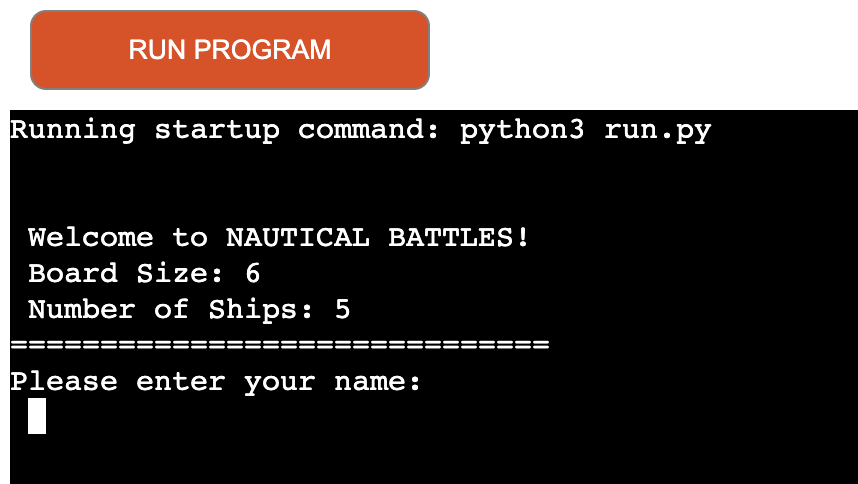 RUN PROGRAM
Running startup command: python3 run.py
Welcome to NAUTICAL BATTLES!
Board Size: 6
Number of Ships: 5
==============================
Please enter your name: